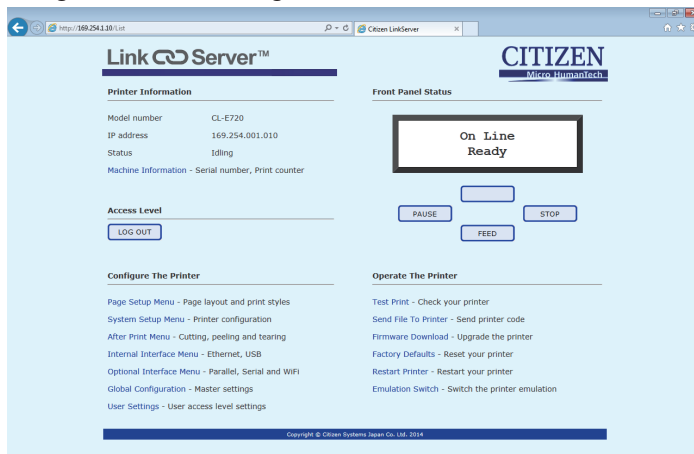 http://169.254.1.10/List
Citizen LinkServer
Link Server™
CITIZEN
Micro HumanTech
Printer Information
Model number CL-E720
IP address 169.254.001.010
Status Idling
Machine Information - Serial number, Print counter
Front Panel Status
On Line
Ready
PAUSE
STOP
FEED
Access Level
LOG OUT
Configure The Printer
Page Setup Menu - Page layout and print styles
System Setup Menu - Printer configuration
After Print Menu - Cutting, peeling and tearing
Internal Interface Menu - Ethernet, USB
Optional Interface Menu - Parallel, Serial and WiFi
Global Configuration - Master settings
User Settings - User access level settings
Operate The Printer
Test Print - Check your printer
Send File To Printer - Send printer code
Firmware Download - Upgrade the printer
Factory Defaults - Reset your printer
Restart Printer - Restart your printer
Emulation Switch - Switch the printer emulation
Copyright © Citizen Systems Japan Co. Ltd. 2014